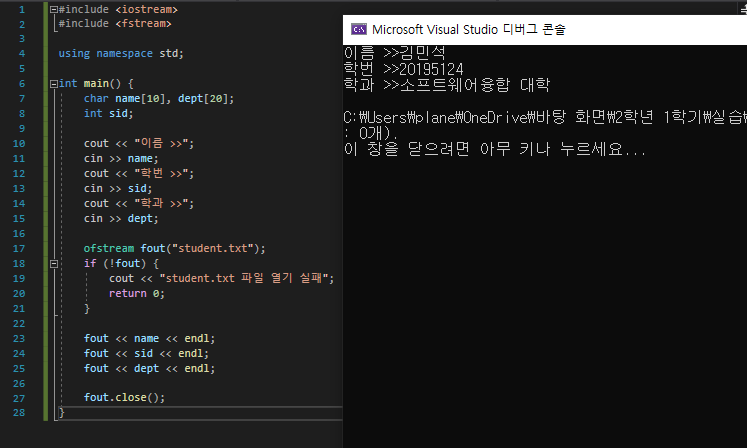 1 #include <iostream>
2 #include <fstream>
3
4 using namespace std;
5
6 int main() {
7 char name[10], dept[20];
8 int sid;
9
10 cout << "이름 >>";
11 cin >> name;
12 cout << "학번 >>";
13 cin >> sid;
14 cout << "학과 >>";
15 cin >> dept;
16
17 ofstream fout("student.txt");
18 if (!fout) {
19 cout << "student.txt 파일 열기 실패";
20 return 0;
21 }
22
23 fout << name << endl;
24 fout << sid << endl;
25 fout << dept << endl;
26
27 fout.close();
28 }
C:\ Microsoft Visual Studio 디버그 콘솔
이름 >>김민석
학번 >>20195124
학과 >>소프트웨어융합 대학
C:₩Users₩plane₩OneDrive₩바탕 화면₩2학년 1학기₩실습₩
: 0개).
이 창을 닫으려면 아무 키나 누르세요...